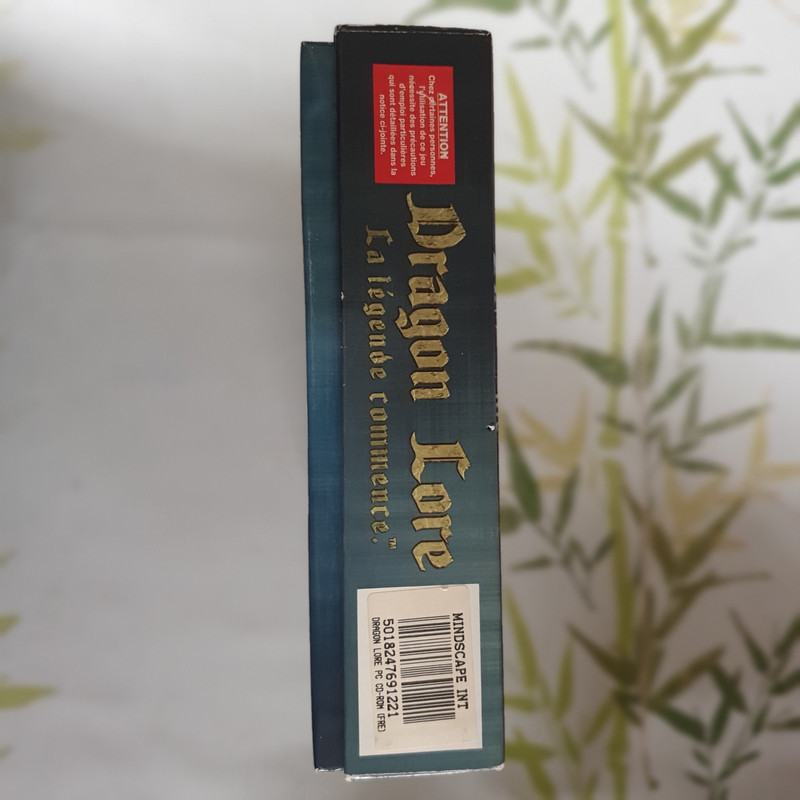 ATTENTION
Chez certaines personnes,
l'utilisation de ce jeu
nécessite des précautions
d'emploi particulières
qui sont détaillées dans la
notice ci-jointe.
Dragon Lore
La légende commence.™
MINDSCAPE INT
5018247691221
DRAGON LORE PC CD-ROM (FRE)